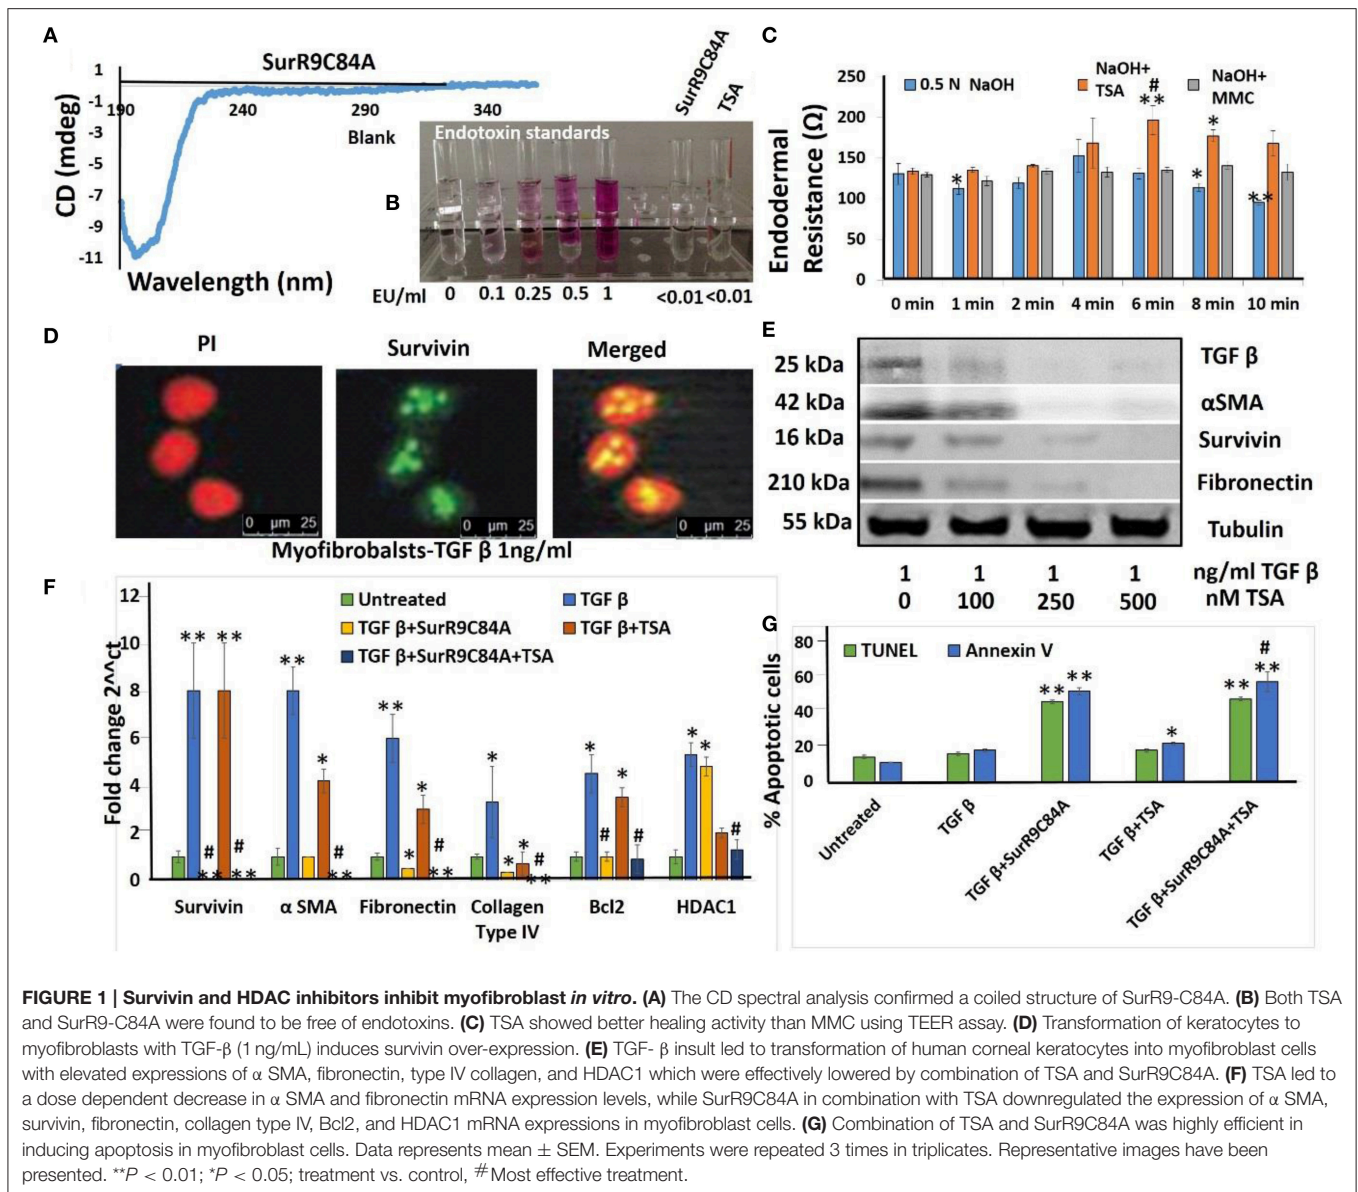 A
SurR9C84A
CD (mdeg)
1
-1
-3
-5
-7
-9
-11
190
240
290
340
Wavelength (nm)
Blank
B
Endotoxin standards
SurR9C84A
TSA
EU/ml 0 0.1 0.25 0.5 1 <0.01 <0.01
C
Endodermal
Resistance (Ω)
250
200
150
100
50
0
0.5 N NaOH
NaOH+
TSA
NaOH+
MMC
*
#
**
*
*
**
0 min 1 min 2 min 4 min 6 min 8 min 10 min
D
PI
Survivin
Merged
0 µm 25
0 µm 25
0 µm 25
Myofibrobalsts-TGF β 1ng/ml
E
25 kDa TGF β
42 kDa αSMA
16 kDa Survivin
210 kDa Fibronectin
55 kDa Tubulin
1 1 1 1 ng/ml TGF β
0 100 250 500 nM TSA
F
Fold change 2^^ct
12
10
8
6
4
2
0
Untreated
TGF β
TGF β+SurR9C84A
TGF β+TSA
TGF β+SurR9C84A+TSA
** ** ** ** * * * *
* * * *
# # # # # # #
** ** ** * ** * **
Survivin α SMA Fibronectin Collagen Bcl2 HDAC1
Type IV
G
% Apoptotic cells
80
60
40
20
0
TUNEL
Annexin V
** **
*
#
** **
Untreated
TGF β
TGF β+SurR9C84A
TGF β+TSA
TGF β+SurR9C84A+TSA
FIGURE 1 | Survivin and HDAC inhibitors inhibit myofibroblast in vitro. (A) The CD spectral analysis confirmed a coiled structure of SurR9-C84A. (B) Both TSA
and SurR9-C84A were found to be free of endotoxins. (C) TSA showed better healing activity than MMC using TEER assay. (D) Transformation of keratocytes to
myofibroblasts with TGF-β (1 ng/mL) induces survivin over-expression. (E) TGF- β insult led to transformation of human corneal keratocytes into myofibroblast cells
with elevated expressions of α SMA, fibronectin, type IV collagen, and HDAC1 which were effectively lowered by combination of TSA and SurR9C84A. (F) TSA led to
a dose dependent decrease in α SMA and fibronectin mRNA expression levels, while SurR9C84A in combination with TSA downregulated the expression of α SMA,
survivin, fibronectin, collagen type IV, Bcl2, and HDAC1 mRNA expressions in myofibroblast cells. (G) Combination of TSA and SurR9C84A was highly efficient in
inducing apoptosis in myofibroblast cells. Data represents mean ± SEM. Experiments were repeated 3 times in triplicates. Representative images have been
presented. **P < 0.01; *P < 0.05; treatment vs. control, #Most effective treatment.